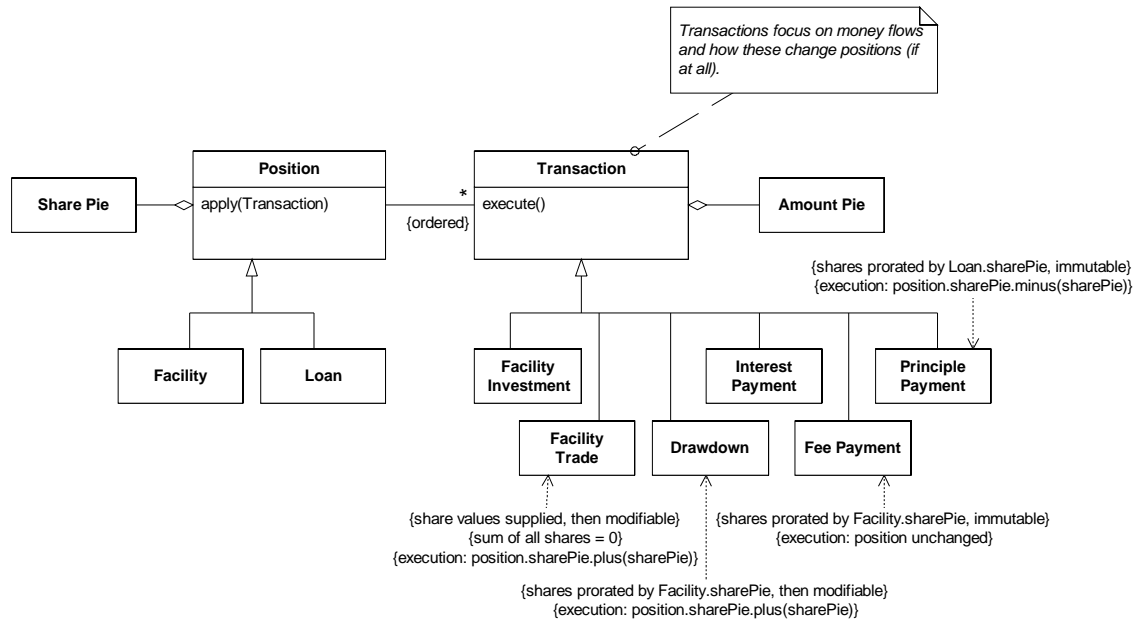 Transactions focus on money flows
and how these change positions (if
at all).
Position
Transaction
Share Pie
apply(Transaction)
*
{ordered}
execute()
Amount Pie
{shares prorated by Loan.sharePie, immutable}
{execution: position.sharePie.minus(sharePie)}
Facility
Loan
Facility
Investment
Interest
Payment
Principle
Payment
Facility
Trade
Drawdown
Fee Payment
{share values supplied, then modifiable}
{sum of all shares = 0}
{execution: position.sharePie.plus(sharePie)}
{shares prorated by Facility.sharePie, immutable}
{execution: position unchanged}
{shares prorated by Facility.sharePie, then modifiable}
{execution: position.sharePie.plus(sharePie)}